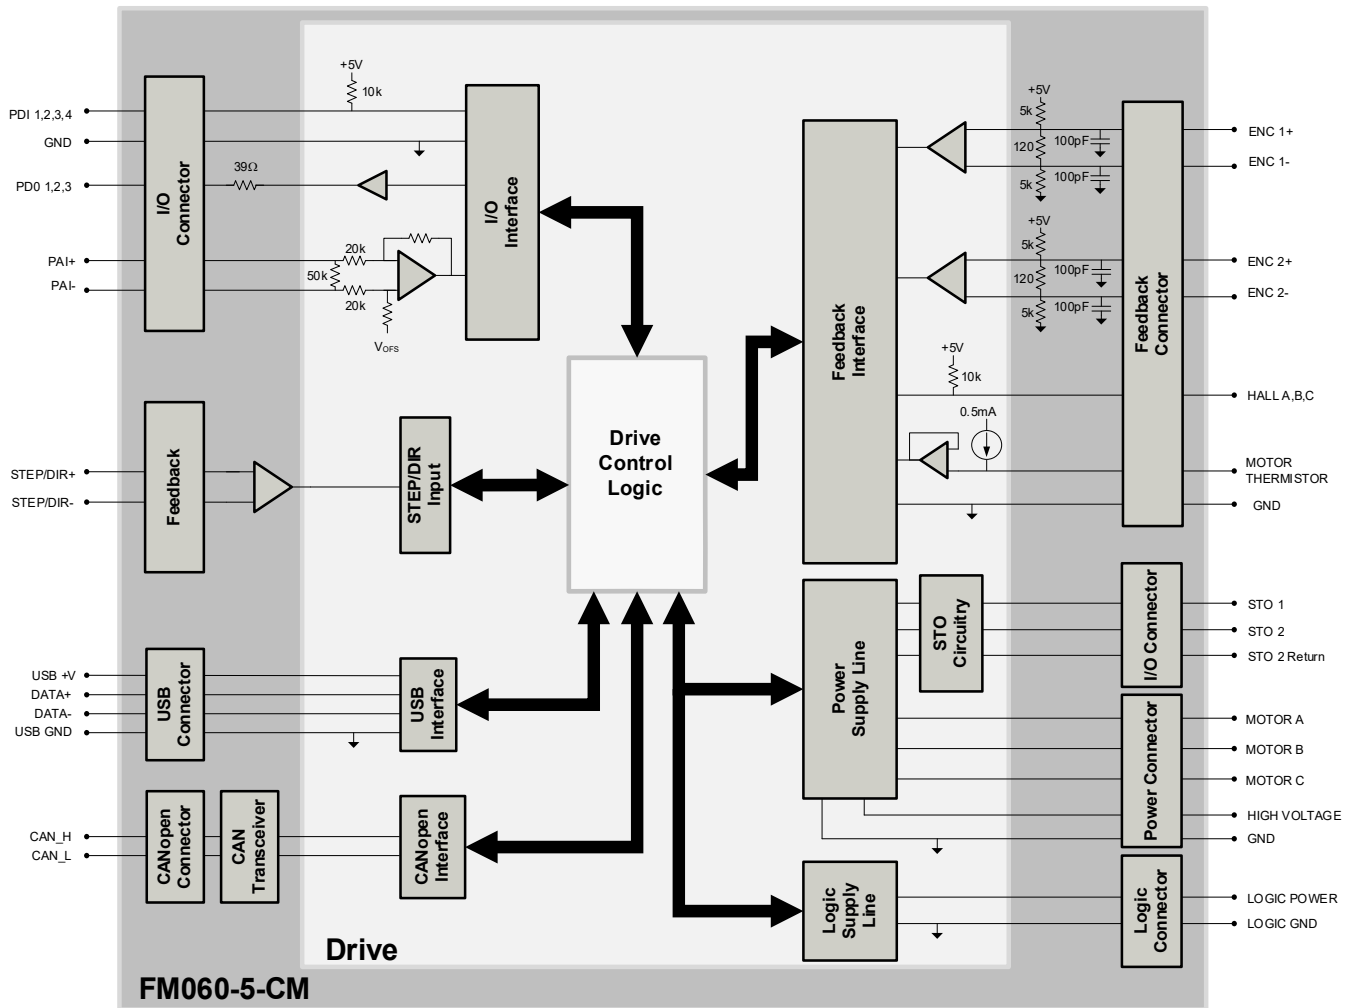 PDI 1,2,3,4
GND
PD0 1,2,3
PAI+
PAI-
I/O
Connector
39Ω
+5V
10k
20k
50k
20k
VOFS
I/O
Interface
STEP/DIR+
STEP/DIR-
Feedback
STEP/DIR
Input
Drive
Control
Logic
USB +V
DATA+
DATA-
USB GND
USB
Connector
USB
Interface
CAN_H
CAN_L
CANopen
Connector
CAN
Transceiver
CANopen
Interface
Feedback
Interface
+5V
5k
120
5k
100pF
100pF
+5V
5k
120
5k
100pF
100pF
+5V
10k
0.5mA
Feedback
Connector
ENC 1+
ENC 1-
ENC 2+
ENC 2-
HALL A,B,C
MOTOR
THERMISTOR
GND
Power
Supply Line
STO
Circuitry
I/O Connector
STO 1
STO 2
STO 2 Return
Power Connector
MOTOR A
MOTOR B
MOTOR C
HIGH VOLTAGE
GND
Logic
Supply
Line
Logic
Connector
LOGIC POWER
LOGIC GND
Drive
FM060-5-CM